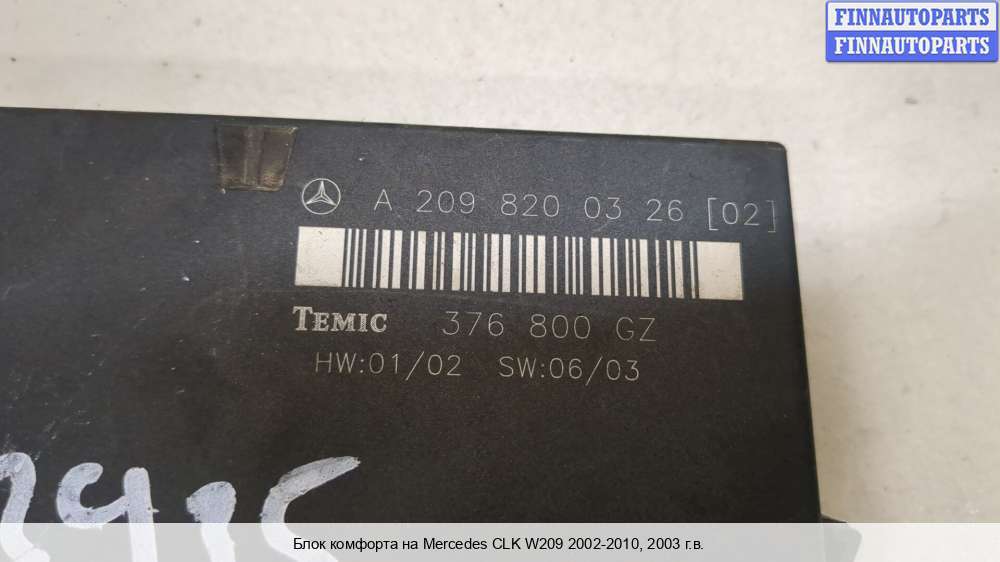 FINNAUTOPARTS
FINNAUTOPARTS
A 209 820 03 26 [02]
TEMIC 376 800 GZ
HW:01/02 SW:06/03
Блок комфорта на Mercedes CLK W209 2002-2010, 2003 г.в.